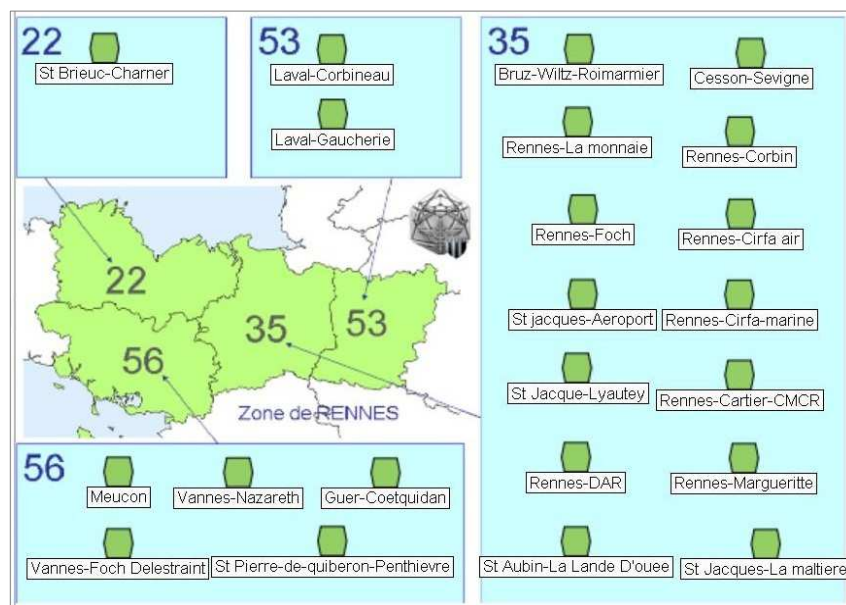 22
St Brieuc-Charner
53
Laval-Corbineau
Laval-Gaucherie
35
Bruz-Wiltz-Roimarmier
Cesson-Sevigne
Rennes-La monnaie
Rennes-Corbin
Rennes-Foch
Rennes-Cirfa air
St jacques-Aeroport
Rennes-Cirfa-marine
St Jacque-Lyautey
Rennes-Cartier-CMCR
Rennes-DAR
Rennes-Margueritte
St Aubin-La Lande D'ouee
St Jacques-La maltiere
22
35
53
56
Zone de RENNES
56
Meucon
Vannes-Nazareth
Guer-Coetquidan
Vannes-Foch Delestraint
St Pierre-de-quiberon-Penthievre